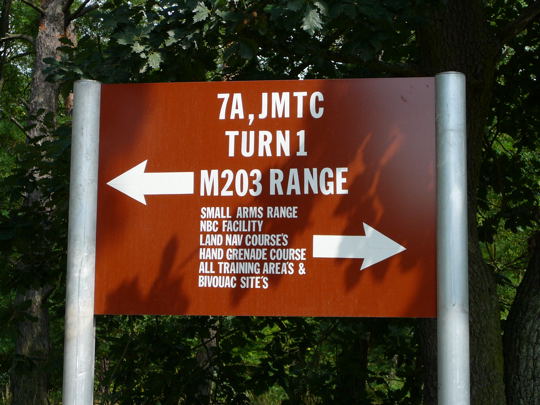 7A, JMTC
TURN 1
M203 RANGE
SMALL ARMS RANGE
NBC FACILITY
LAND NAV COURSE'S
HAND GRENADE COURSE
ALL TRAINING AREA'S &
BIVOUAC SITE'S